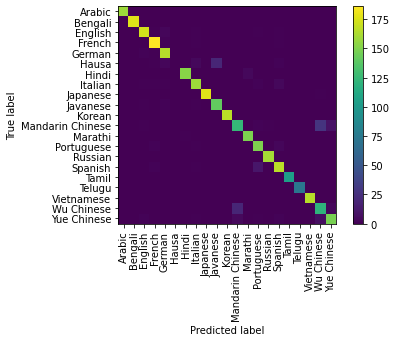 Arabic
Bengali
English
French
German
Hausa
Hindi
Italian
Japanese
Javanese
Korean
Mandarin Chinese
Marathi
Portuguese
Russian
Spanish
Tamil
Telugu
Vietnamese
Wu Chinese
Yue Chinese
True label
Arabic
Bengali
English
French
German
Hausa
Hindi
Italian
Japanese
Javanese
Korean
Mandarin Chinese
Marathi
Portuguese
Russian
Spanish
Tamil
Telugu
Vietnamese
Wu Chinese
Yue Chinese
Predicted label
175
150
125
100
75
50
25
0